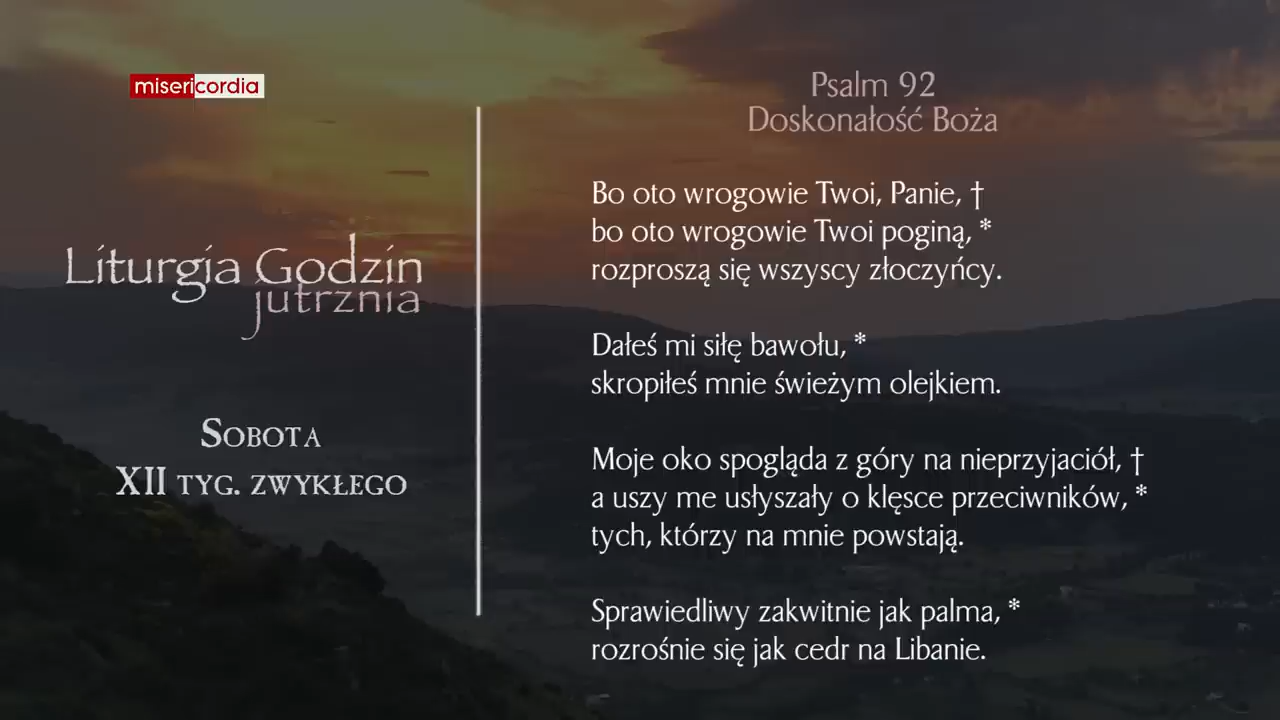 misericordia
Liturgia Godzin
jutrznia
Sobota
XII tyg. zwykłego
Psalm 92
Doskonałość Boża
Bo oto wrogowie Twoi, Panie, †
bo oto wrogowie Twoi poginą, *
rozproszą się wszyscy złoczyńcy.
Dałeś mi siłę bawołu, *
skropiłeś mnie świeżym olejkiem.
Moje oko spogląda z góry na nieprzyjaciół, †
a uszy me usłyszały o klęsce przeciwników, *
tych, którzy na mnie powstają.
Sprawiedliwy zakwitnie jak palma, *
rozrośnie się jak cedr na Libanie.